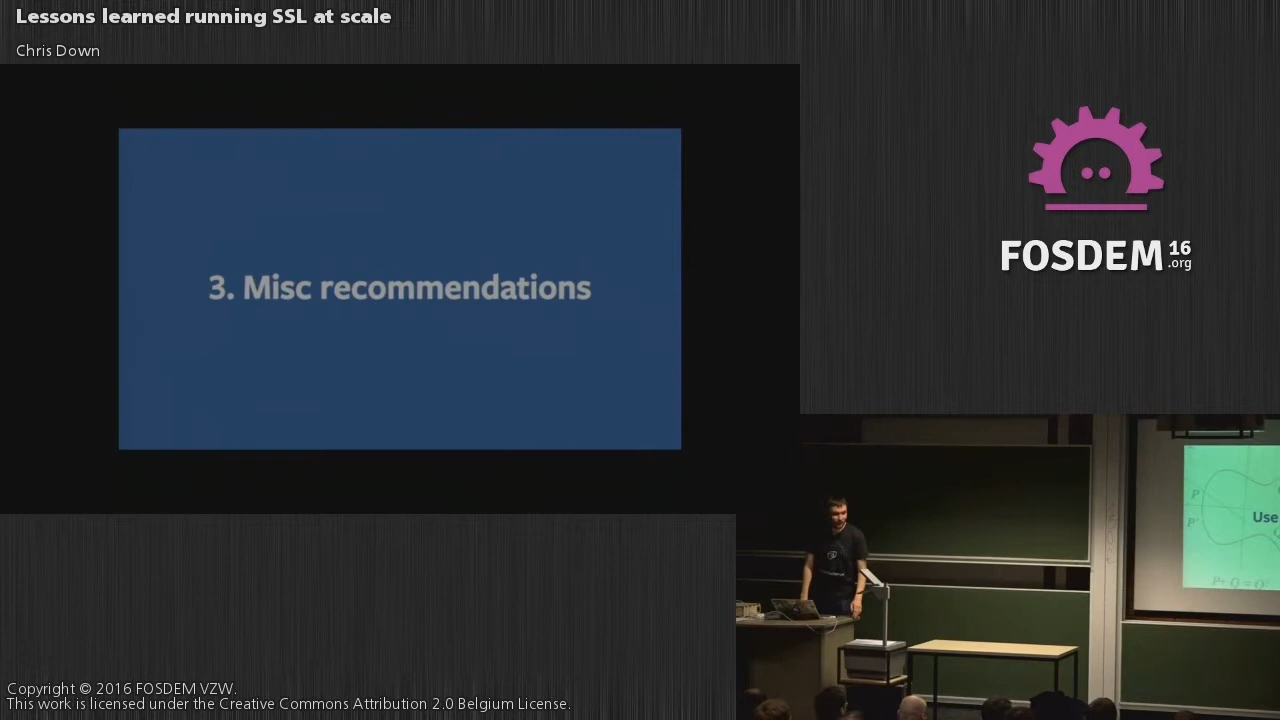 Lessons learned running SSL at scale
Chris Down
3. Misc recommendations
FOSDEM 16
.org
P
Use
P'
P+ Q = Q'
Copyright © 2016 FOSDEM VZW.
This work is licensed under the Creative Commons Attribution 2.0 Belgium License.